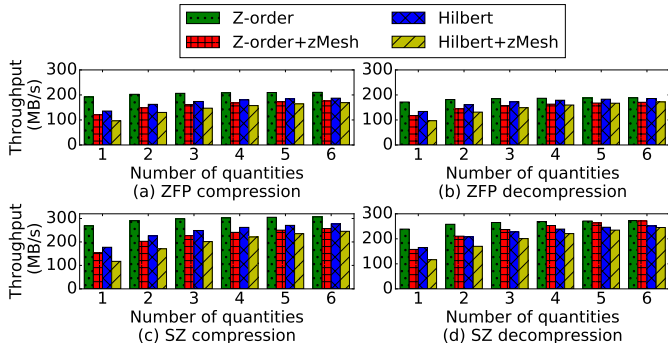 Z-order Hilbert
Z-order+zMesh Hilbert+zMesh
Throughput
(MB/s)
300
200
100
0
1 2 3 4 5 6
Number of quantities
(a) ZFP compression
300
200
100
0
1 2 3 4 5 6
Number of quantities
(b) ZFP decompression
Throughput
(MB/s)
300
200
100
0
1 2 3 4 5 6
Number of quantities
(c) SZ compression
300
200
100
0
1 2 3 4 5 6
Number of quantities
(d) SZ decompression